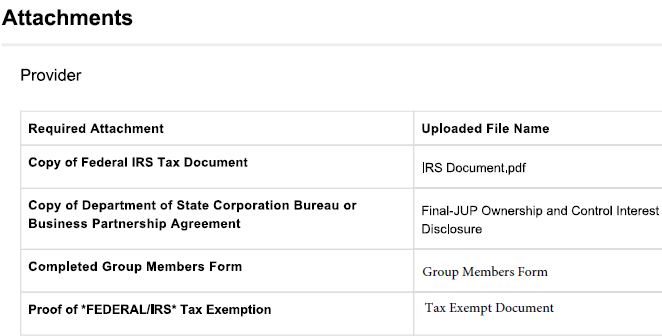 Attachments
Provider
Required Attachment
Uploaded File Name
Copy of Federal IRS Tax Document
IRS Document.pdf
Copy of Department of State Corporation Bureau or
Business Partnership Agreement
Final-JUP Ownership and Control Interest
Disclosure
Completed Group Members Form
Group Members Form
Proof of *FEDERAL/IRS* Tax Exemption
Tax Exempt Document